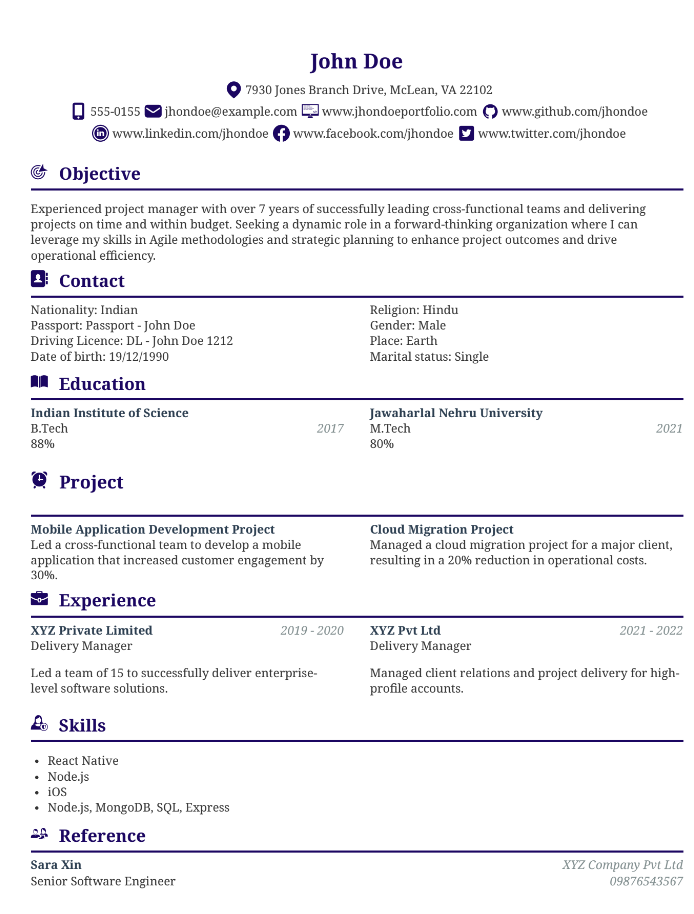 John Doe
7930 Jones Branch Drive, McLean, VA 22102
555-0155 jhondoe@example.com www.jhondoeportfolio.com www.github.com/jhondoe
www.linkedin.com/jhondoe www.facebook.com/jhondoe www.twitter.com/jhondoe
Objective
Experienced project manager with over 7 years of successfully leading cross-functional teams and delivering
projects on time and within budget. Seeking a dynamic role in a forward-thinking organization where I can
leverage my skills in Agile methodologies and strategic planning to enhance project outcomes and drive
operational efficiency.
Contact
Nationality: Indian
Passport: Passport - John Doe
Driving Licence: DL - John Doe 1212
Date of birth: 19/12/1990
Religion: Hindu
Gender: Male
Place: Earth
Marital status: Single
Education
Indian Institute of Science
B.Tech 2017
88%
Jawaharlal Nehru University
M.Tech 2021
80%
Project
Mobile Application Development Project
Led a cross-functional team to develop a mobile
application that increased customer engagement by
30%.
Cloud Migration Project
Managed a cloud migration project for a major client,
resulting in a 20% reduction in operational costs.
Experience
XYZ Private Limited 2019 - 2020
Delivery Manager
Led a team of 15 to successfully deliver enterprise-
level software solutions.
XYZ Pvt Ltd 2021 - 2022
Delivery Manager
Managed client relations and project delivery for high-
profile accounts.
Skills
• React Native
• Node.js
• iOS
• Node.js, MongoDB, SQL, Express
Reference
Sara Xin XYZ Company Pvt Ltd
Senior Software Engineer 09876543567